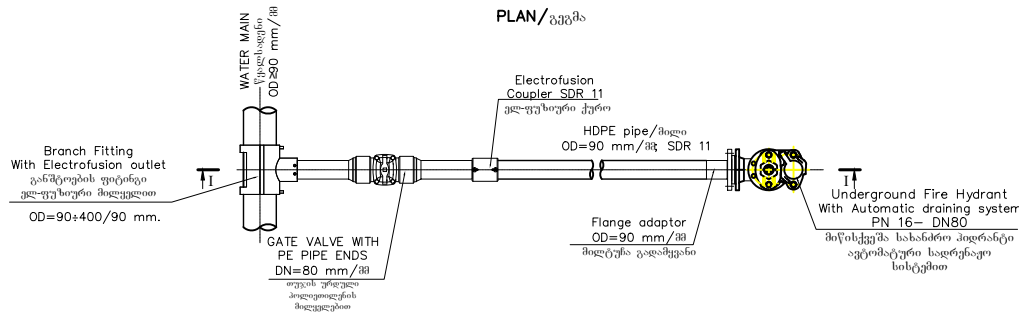 PLAN/გეგმა
WATER MAIN
წყალსადენი
OD≥90 mm/მმ
Electrofusion
Coupler SDR 11
ელ-ფუზიური ქურო
HDPE pipe/მილი
OD=90 mm/მმ; SDR 11
Branch Fitting
With Electrofusion outlet
განშტოების ფიტინგი
ელ-ფუზიური მილყელით
OD=90÷400/90 mm.
I
I
GATE VALVE WITH
PE PIPE ENDS
DN=80 mm/მმ
თუჯის ურდული
პოლიეთილენის
მილყელებით
Flange adaptor
OD=90 mm/მმ
მილტუჩა გადამყვანი
Underground Fire Hydrant
With Automatic draining system
PN 16– DN80
მიწისქვეშა სახანძრო ჰიდრანტი
ავტომატური სადრენაჟო
სისტემით